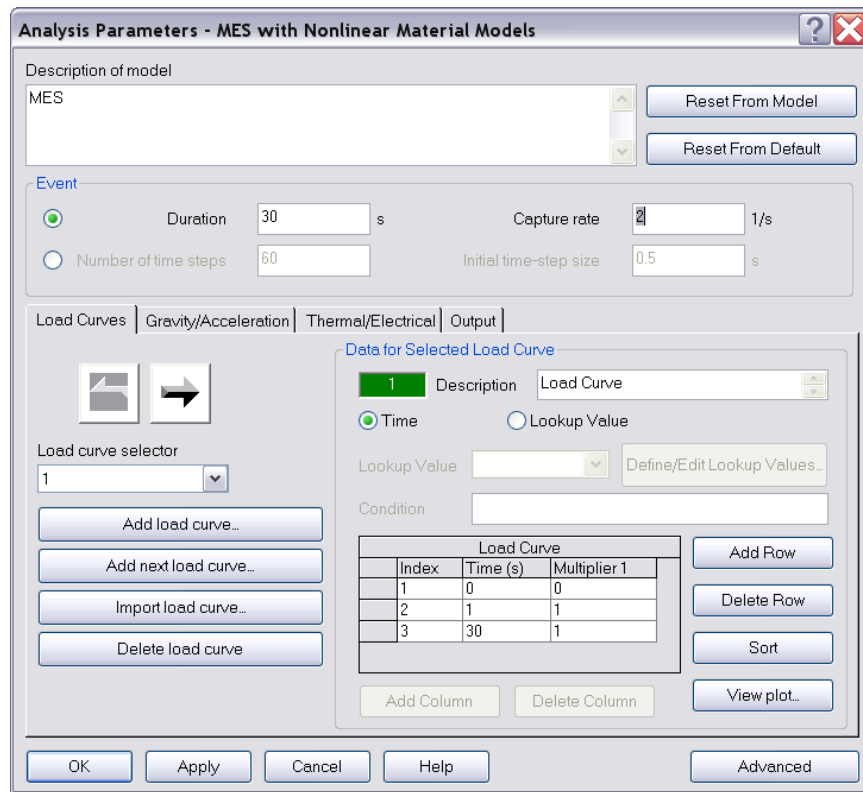 Analysis Parameters - MES with Nonlinear Material Models
Description of model
MES
Reset From Model
Reset From Default
Event
Duration 30 s Capture rate 2 1/s
Number of time steps 60 Initial time-step size 0.5 s
Load Curves Gravity/Acceleration Thermal/Electrical Output
Data for Selected Load Curve
1 Description Load Curve
Time Lookup Value
Load curve selector
1
Lookup Value Define/Edit Lookup Values...
Condition
Add load curve...
Add next load curve...
Import load curve...
Delete load curve
Load Curve
Index Time (s) Multiplier 1
1 0 0
2 1 1
3 30 1
Add Row
Delete Row
Sort
View plot...
Add Column Delete Column
OK Apply Cancel Help Advanced